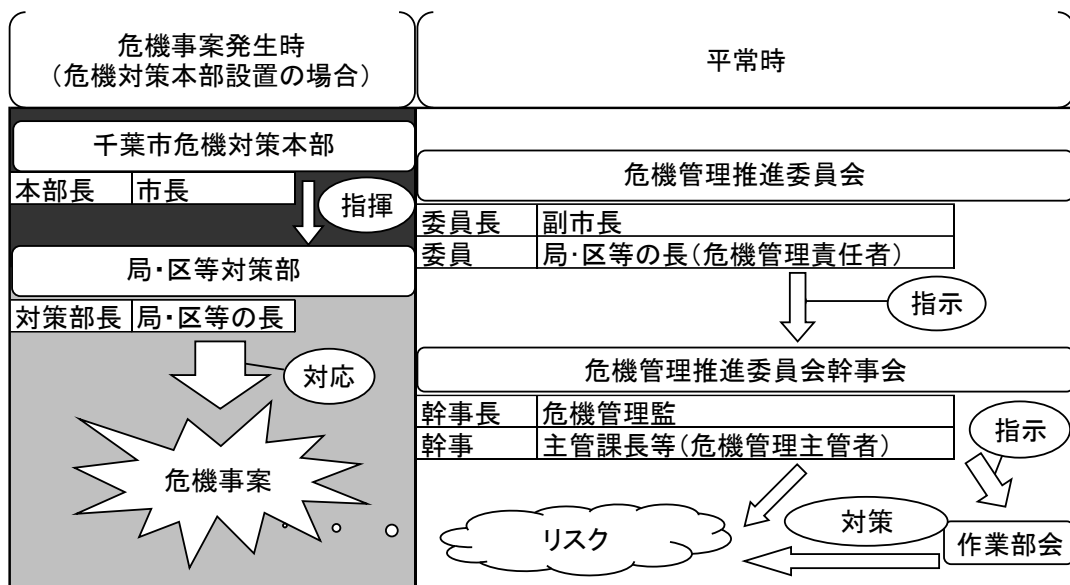 危機事案発生時
（危機対策本部設置の場合）
千葉市危機対策本部
本部長 市長
指揮
局・区等対策部
対策部長 局・区等の長
対応
危機事案
平常時
危機管理推進委員会
委員長 副市長
委員 局・区等の長（危機管理責任者）
指示
危機管理推進委員会幹事会
幹事長 危機管理監
幹事 主管課長等（危機管理主管者）
指示
対策
作業部会
リスク